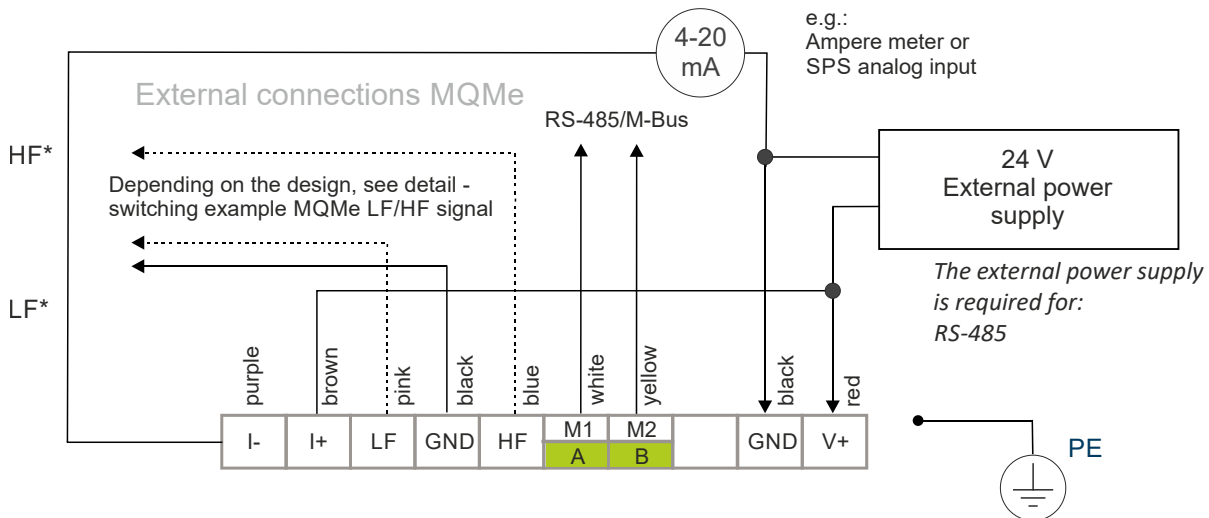 4-20
mA
e.g.:
Ampere meter or
SPS analog input
External connections MQMe
RS-485/M-Bus
HF*
Depending on the design, see detail -
switching example MQMe LF/HF signal
24 V
External power
supply
The external power supply
is required for:
RS-485
LF*
purple
brown
pink
black
blue
white
yellow
black
red
I-
I+
LF
GND
HF
M1
M2
GND
V+
A
B
PE